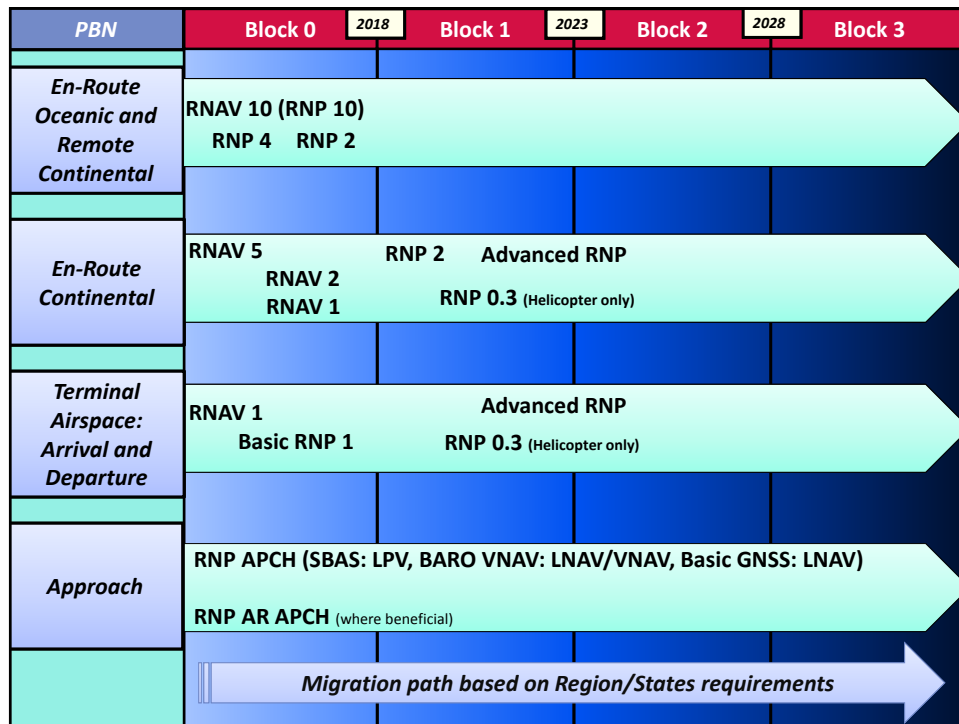 PBN
Block 0
2018
Block 1
2023
Block 2
2028
Block 3
En-Route
Oceanic and
Remote
Continental
RNAV 10 (RNP 10)
RNP 4 RNP 2
En-Route
Continental
RNAV 5
RNP 2
Advanced RNP
RNAV 2
RNAV 1
RNP 0.3 (Helicopter only)
Terminal
Airspace:
Arrival and
Departure
RNAV 1
Advanced RNP
Basic RNP 1
RNP 0.3 (Helicopter only)
Approach
RNP APCH (SBAS: LPV, BARO VNAV: LNAV/VNAV, Basic GNSS: LNAV)
RNP AR APCH (where beneficial)
Migration path based on Region/States requirements